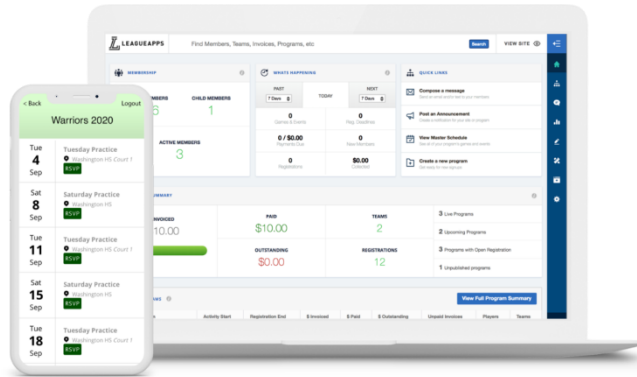 LEAGUEAPPS
Find Members, Teams, Invoices, Programs, etc
Search
VIEW SITE
MEMBERSHIP
WHATS HAPPENING
QUICK LINKS
CHILD MEMBERS
1
ACTIVE MEMBERS
3
PAST
7 Days
TODAY
NEXT
7 Days
0
Games & Events
0
Reg. Deadlines
0 / $0.00
Payments Due
0
New Members
0
Registrations
$0.00
Collected
Compose a message
Post an Announcement
View Master Schedule
Create a new program
PAID
$10.00
TEAMS
2
OUTSTANDING
$0.00
REGISTRATIONS
12
3 Live Programs
2 Upcoming Programs
3 Programs with Open Registration
1 Unpublished programs
View Full Program Summary
Activity Start
Registration End
$ Invoiced
$ Paid
$ Outstanding
Unpaid Invoices
Players
Teams
< Back
Logout
Warriors 2020
Tue
4
Sep
Tuesday Practice
Washington HS Court 1
RSVP
Sat
8
Sep
Saturday Practice
Washington HS
RSVP
Tue
11
Sep
Tuesday Practice
Washington HS Court 1
RSVP
Sat
15
Sep
Saturday Practice
Washington HS
RSVP
Tue
18
Sep
Tuesday Practice
Washington HS Court 1
RSVP